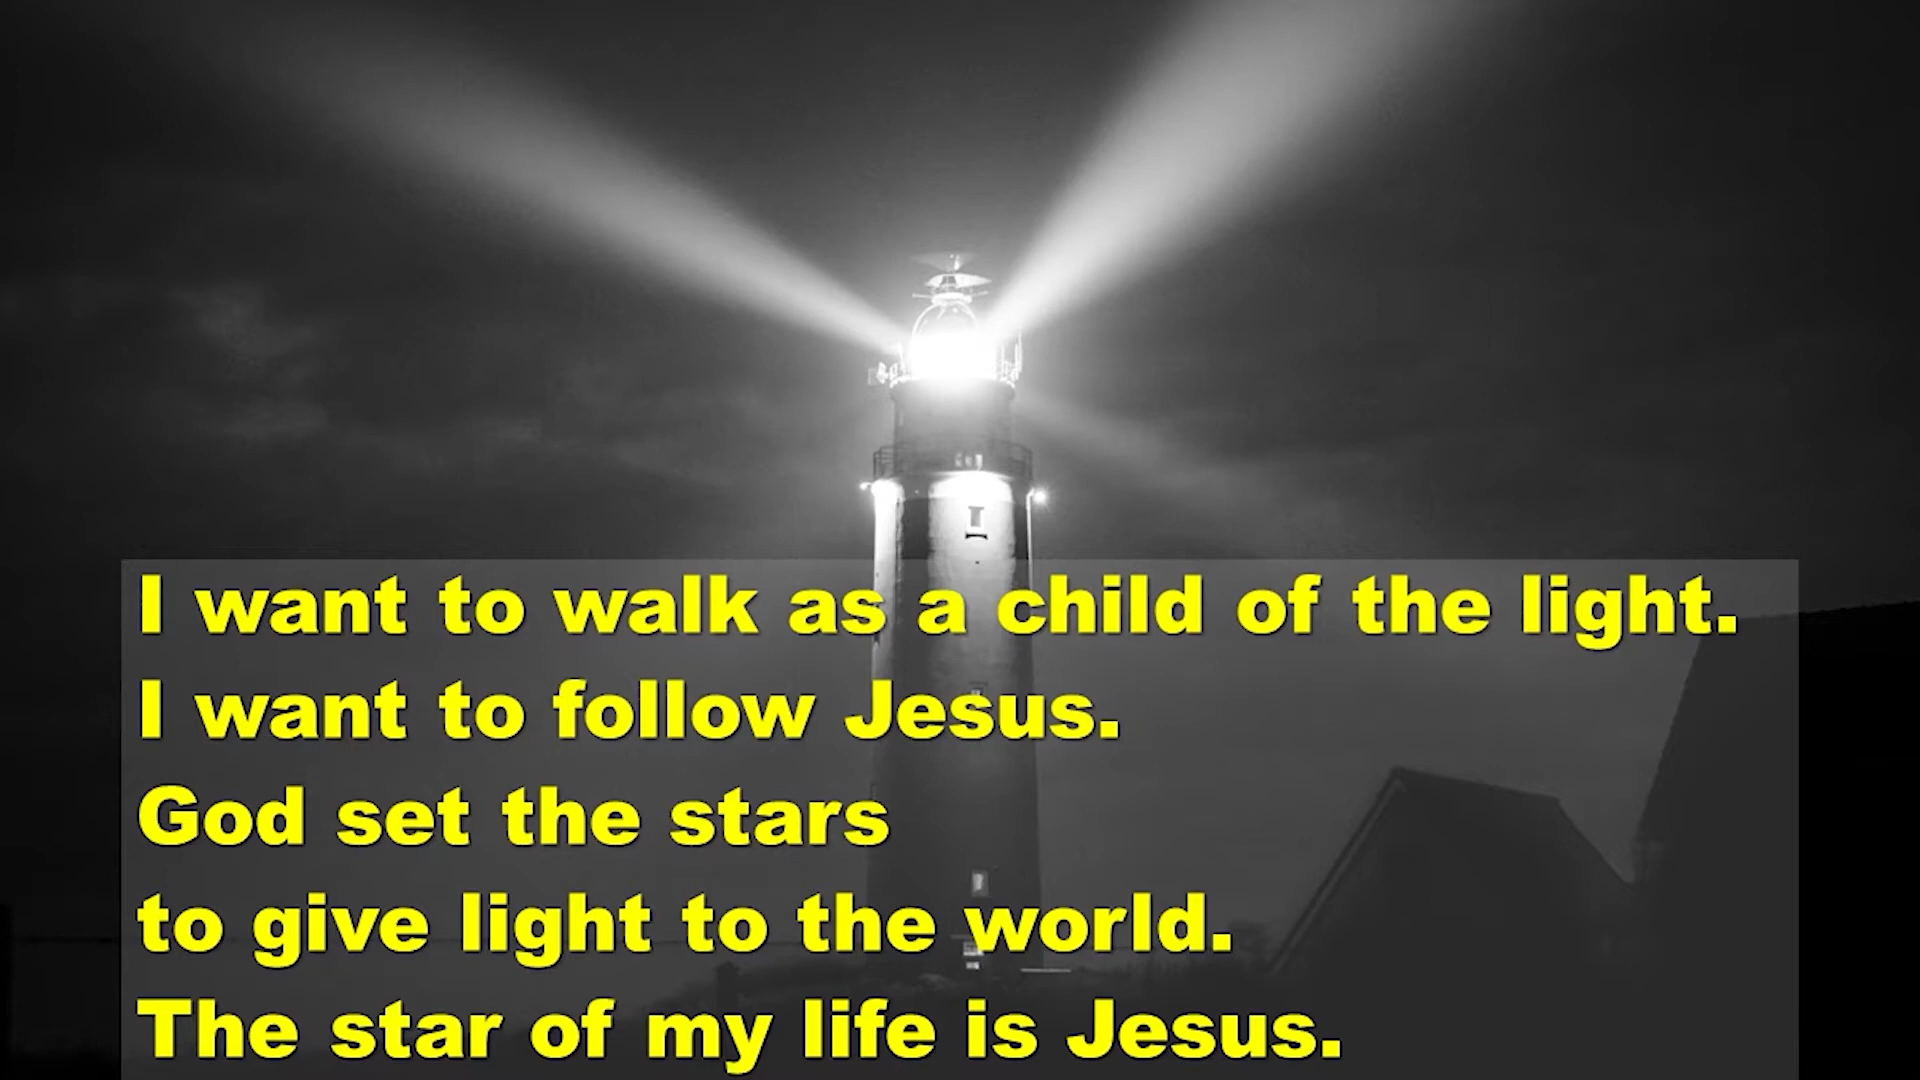 I want to walk as a child of the light.
I want to follow Jesus.
God set the stars
to give light to the world.
The star of my life is Jesus.